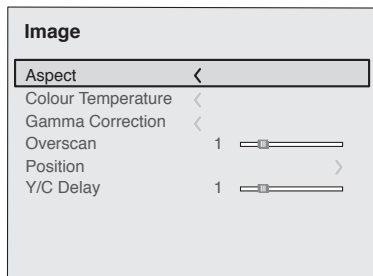 Image
Aspect
Colour Temperature
Gamma Correction
Overscan 1
Position
Y/C Delay 1